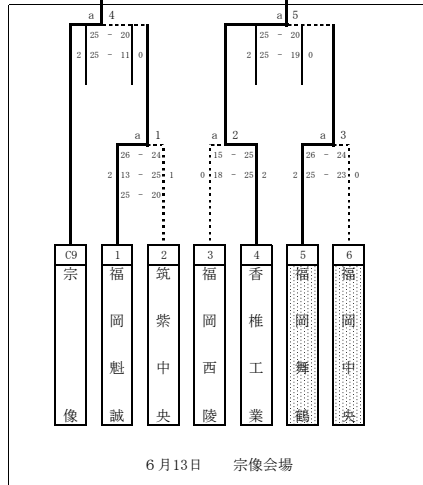 a 4
a 5
25 - 20
2 25 - 11 0
25 - 20
2 25 - 19 0
a 1
26 - 24
2 13 - 25 1
25 - 20
a 2
15 - 25
0 18 - 25 2
a 3
26 - 24
2 25 - 23 0
C9
1
2
3
4
5
6
宗像
福岡魁誠
筑紫中央
福岡西陵
香椎工業
福岡舞鶴
福岡中央
6月13日 宗像会場